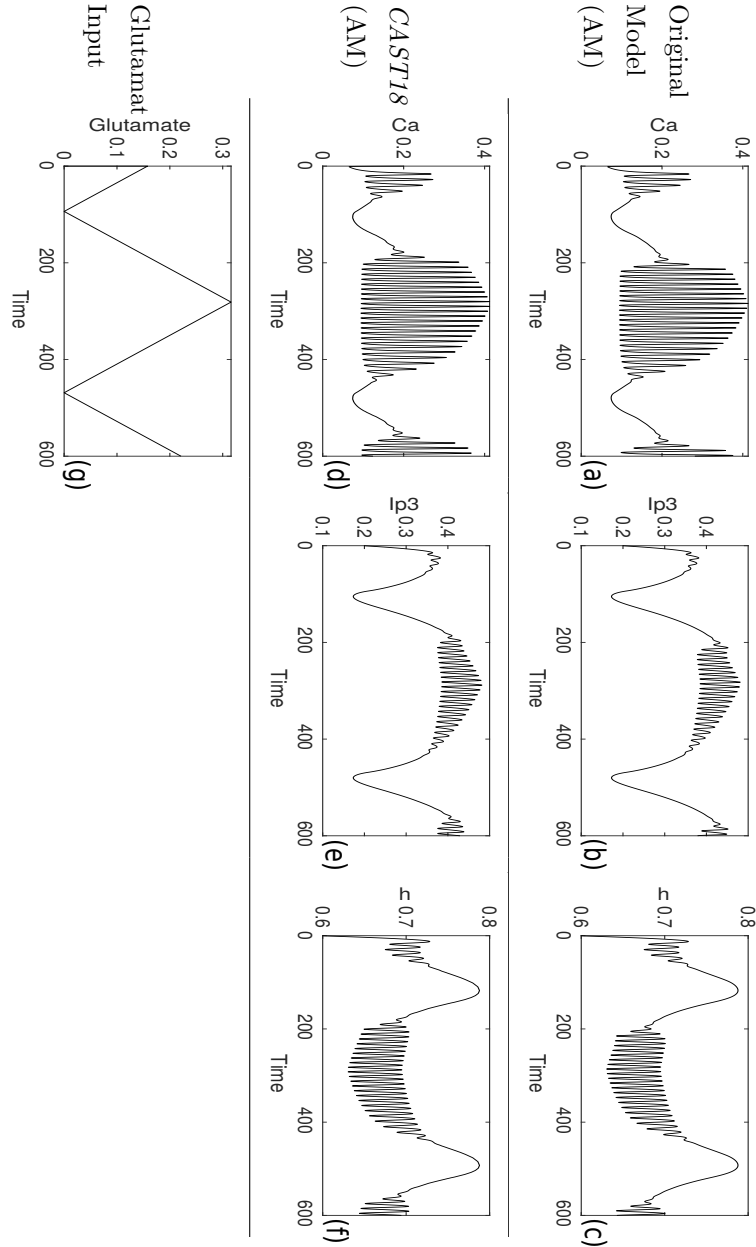 Original
Model
(AM)
Ca
0.4
0.2
0 200 400 600
Time
(a)
Ip3
0.4
0.3
0.2
0.1
0 200 400 600
Time
(b)
h
0.8
0.7
0.6
0 200 400 600
Time
(c)
CAST18
(AM)
Ca
0.4
0.2
0 200 400 600
Time
(d)
Ip3
0.4
0.3
0.2
0.1
0 200 400 600
Time
(e)
h
0.8
0.7
0.6
0 200 400 600
Time
(f)
Glutamat
Input
Glutamate
0.3
0.2
0.1
0
0 200 400 600
Time
(g)